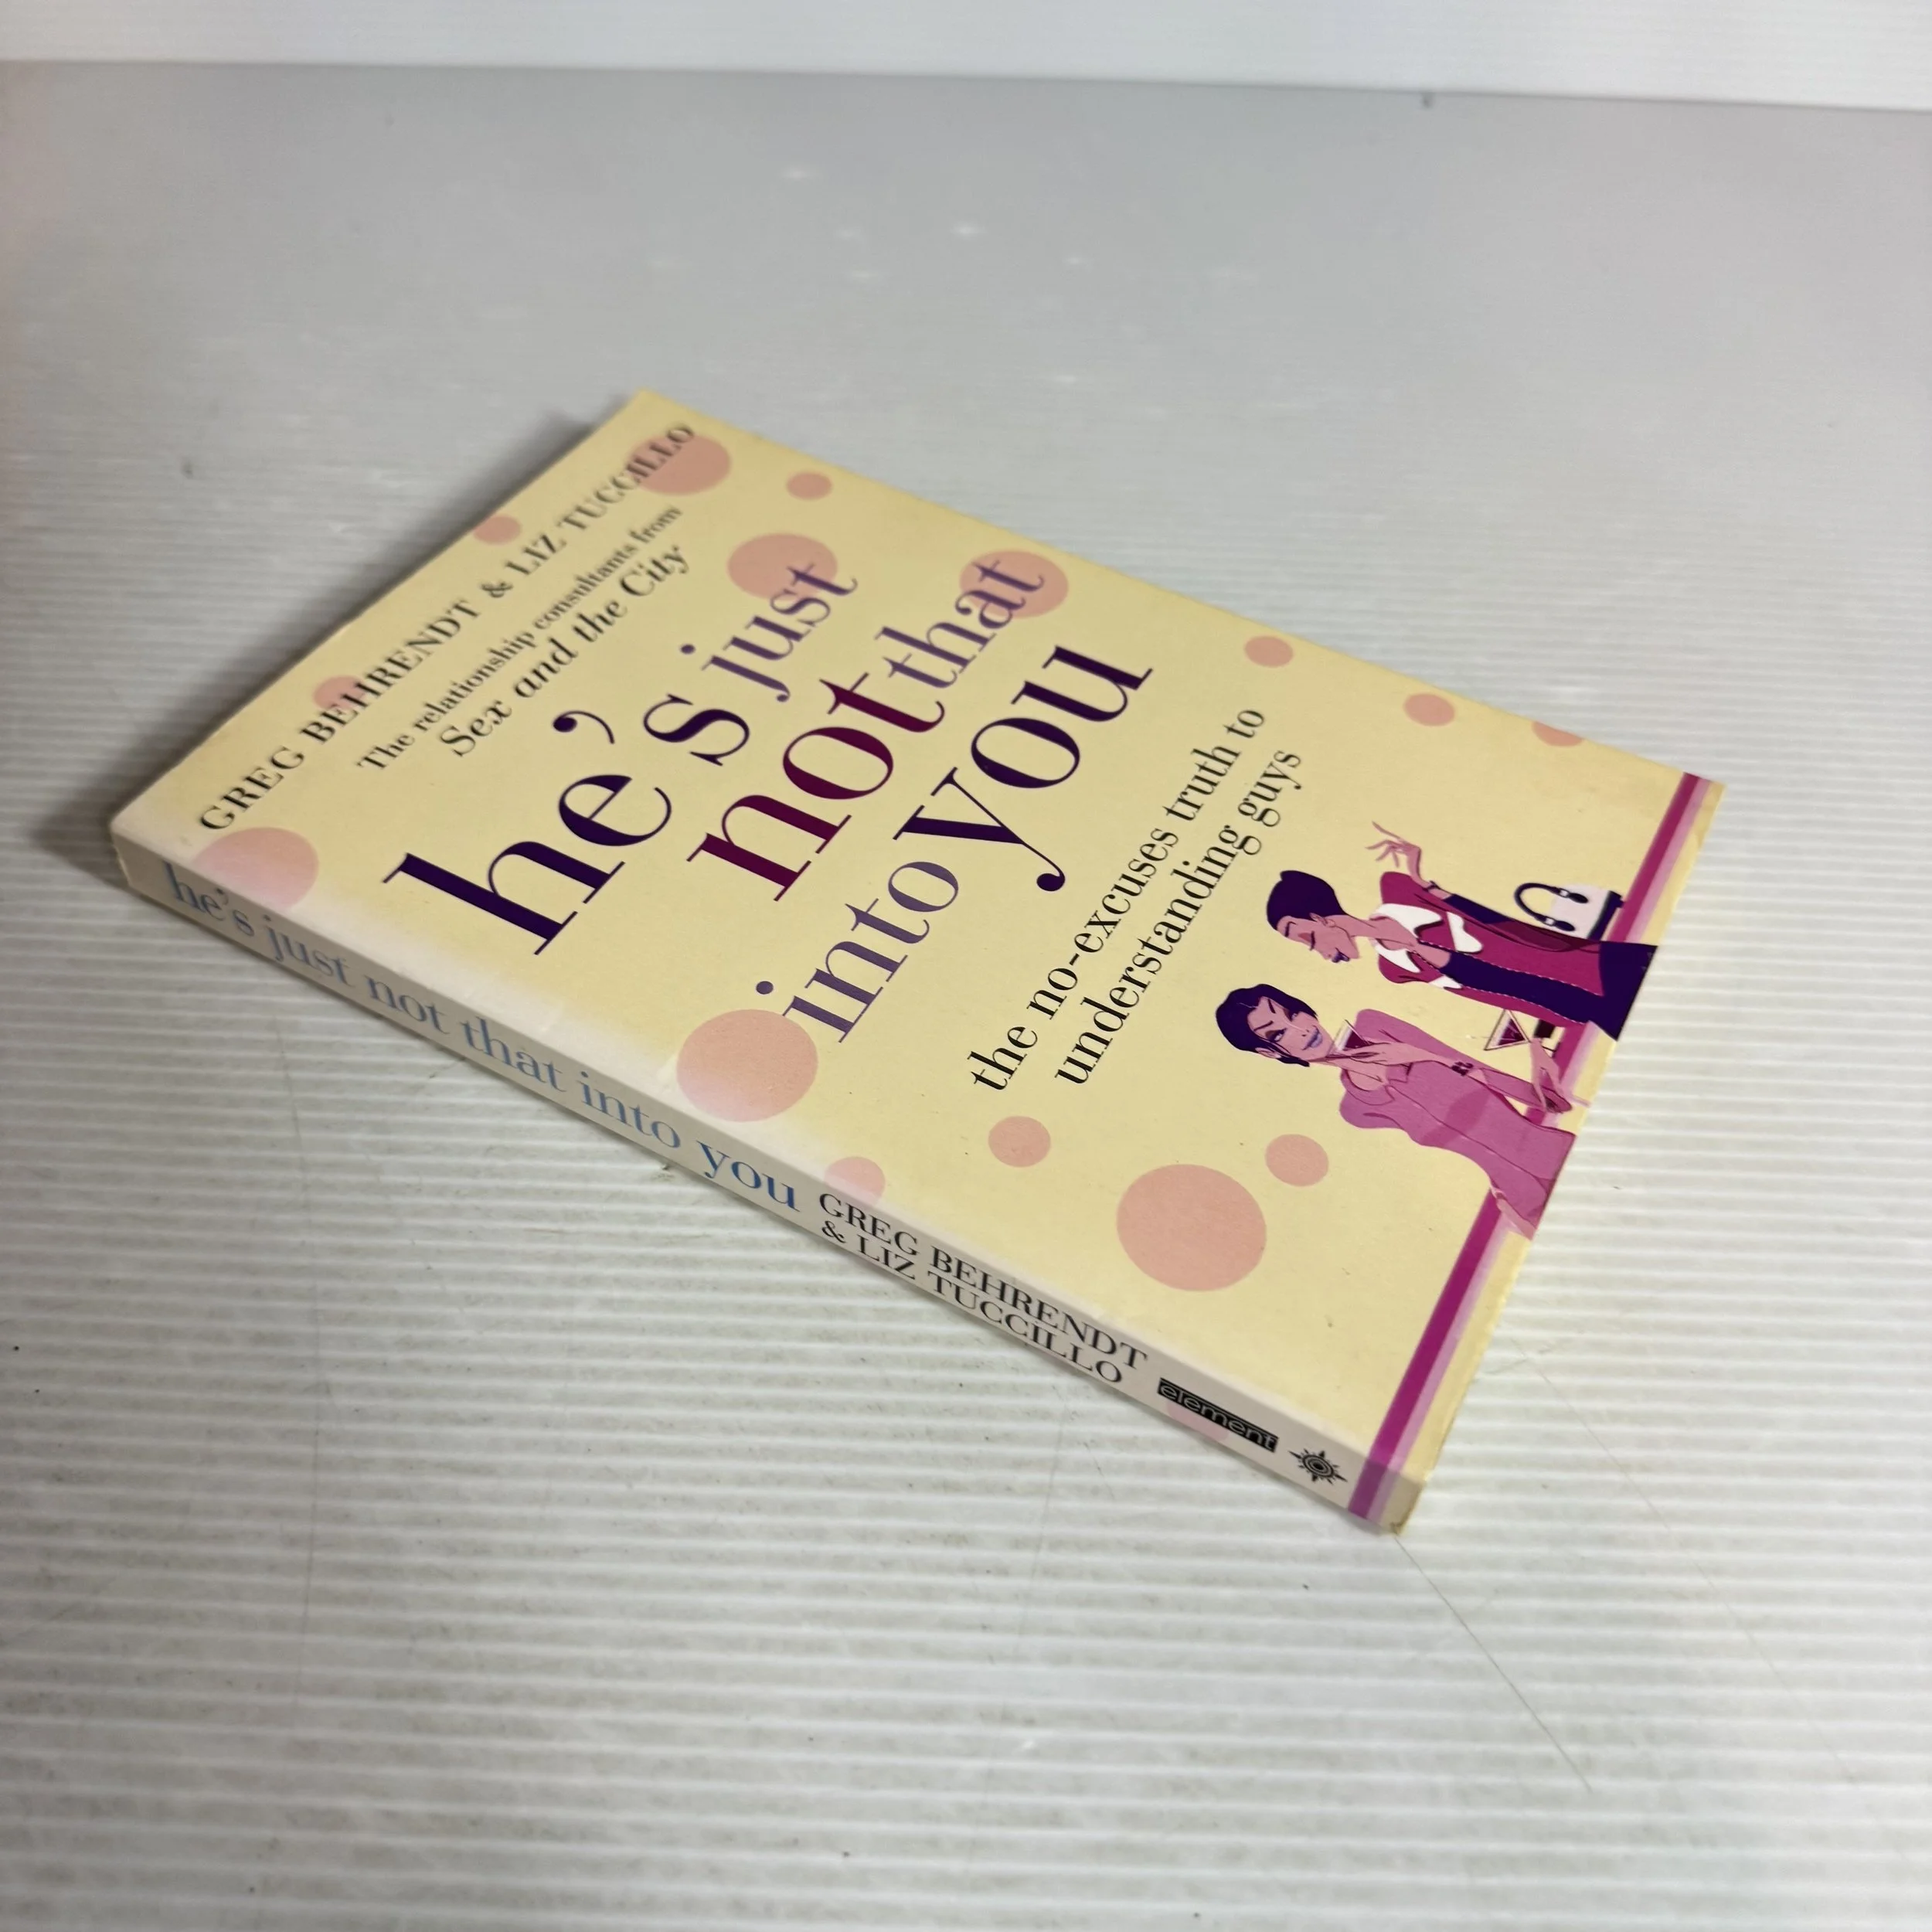 GREG BEHRENDT & LIZ TUCCILLO
The relationship consultants from
Sex and the City
he's just
not that
into you
the no-excuses truth to
understanding guys
he's just not that into you
GREG BEHRENDT
& LIZ TUCCILLO
element